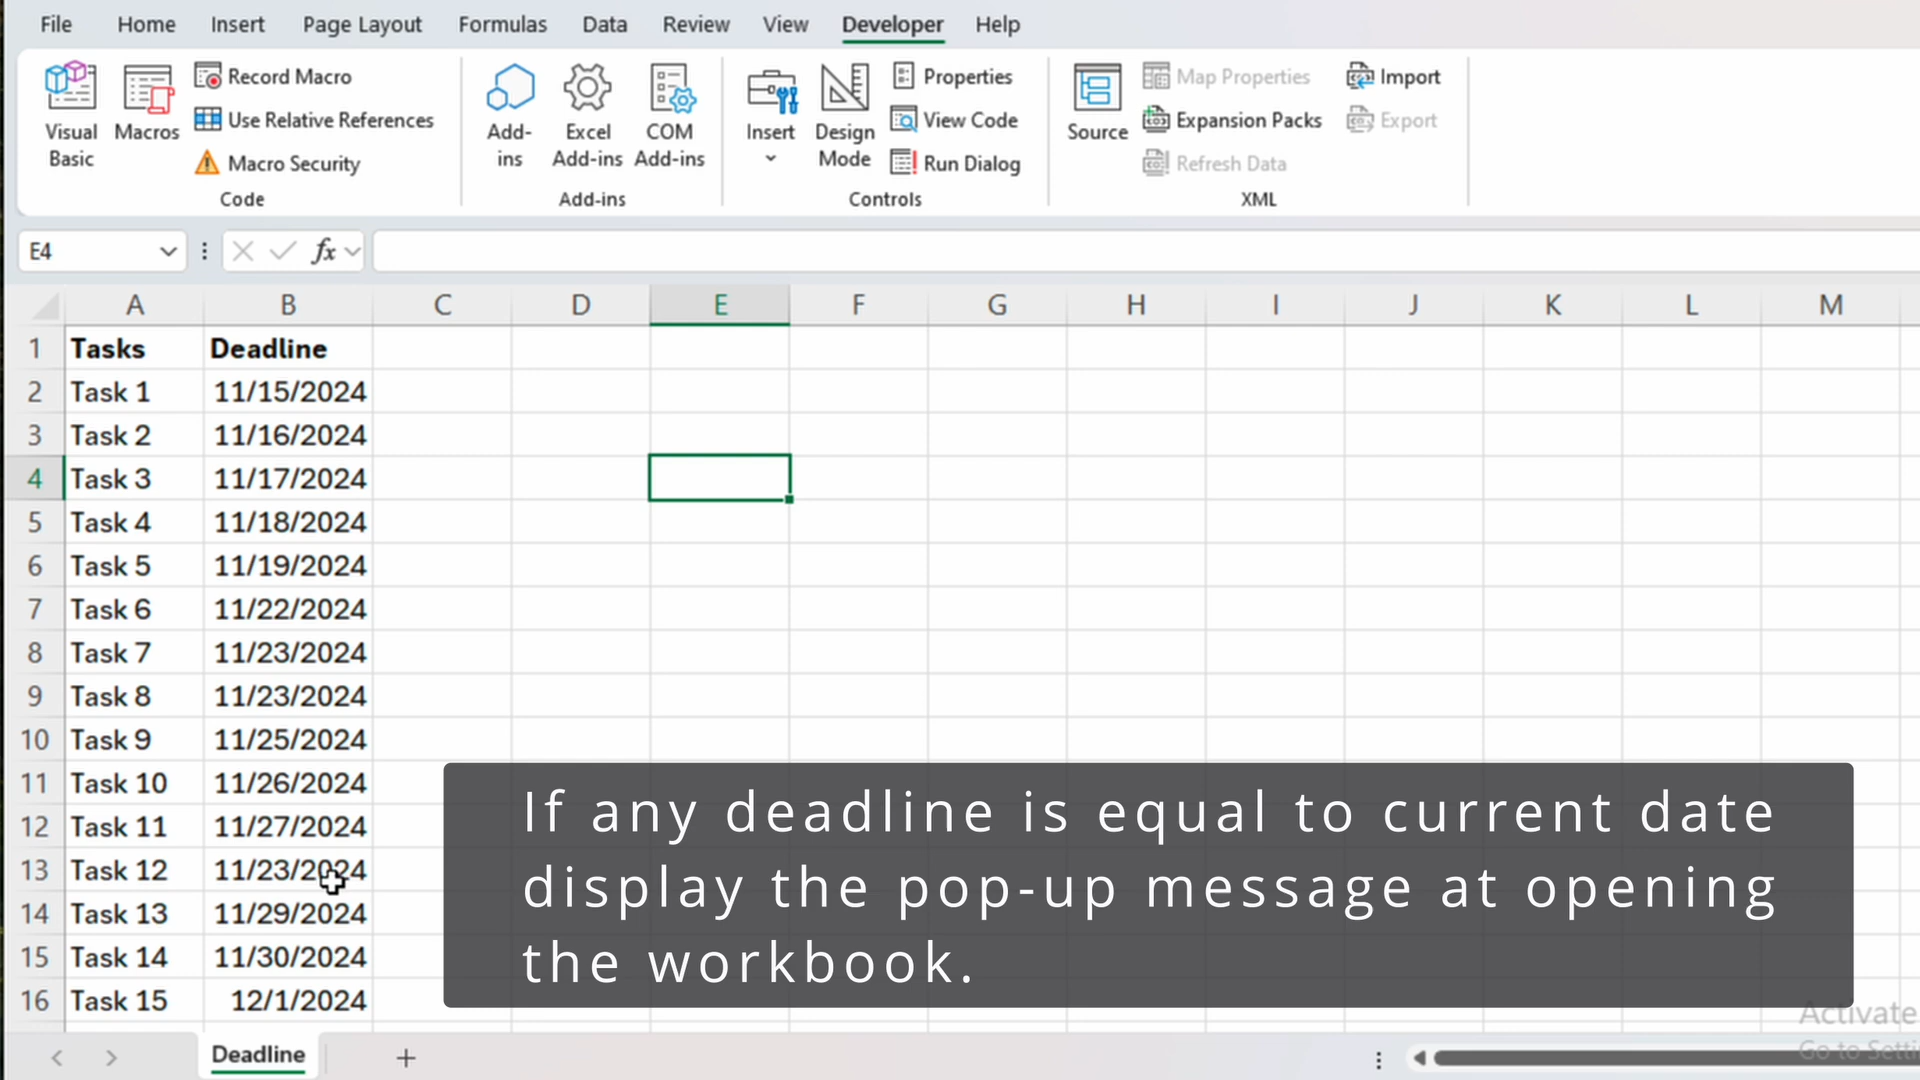 File Home Insert Page Layout Formulas Data Review View Developer Help
Visual Basic
Macros
Record Macro
Use Relative References
Macro Security
Code
Add-ins
Excel Add-ins
COM Add-ins
Add-ins
Insert
Design Mode
Properties
View Code
Run Dialog
Controls
Source
Map Properties
Expansion Packs
Refresh Data
Import
Export
XML
E4 fx
A B C D E F G H I J K L M
1 Tasks Deadline
2 Task 1 11/15/2024
3 Task 2 11/16/2024
4 Task 3 11/17/2024
5 Task 4 11/18/2024
6 Task 5 11/19/2024
7 Task 6 11/22/2024
8 Task 7 11/23/2024
9 Task 8 11/23/2024
10 Task 9 11/25/2024
11 Task 10 11/26/2024
12 Task 11 11/27/2024
13 Task 12 11/23/2024
14 Task 13 11/29/2024
15 Task 14 11/30/2024
16 Task 15 12/1/2024
If any deadline is equal to current date
display the pop-up message at opening
the workbook.
Activate
Go to
Deadline